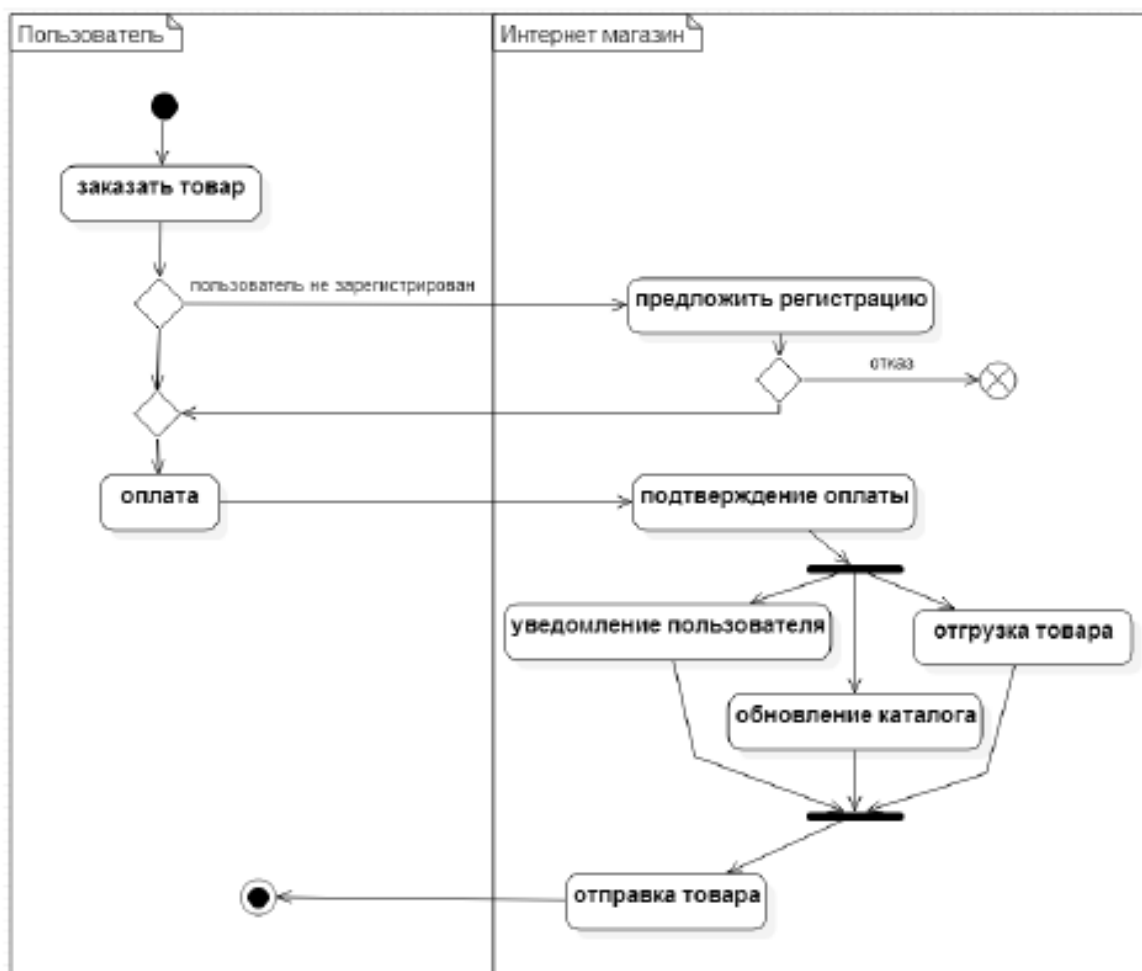 Пользователь
Интернет магазин
заказать товар
пользователь не зарегистрирован
предложить регистрацию
отказ
оплата
подтверждение оплаты
уведомление пользователя
отгрузка товара
обновление каталога
отправка товара